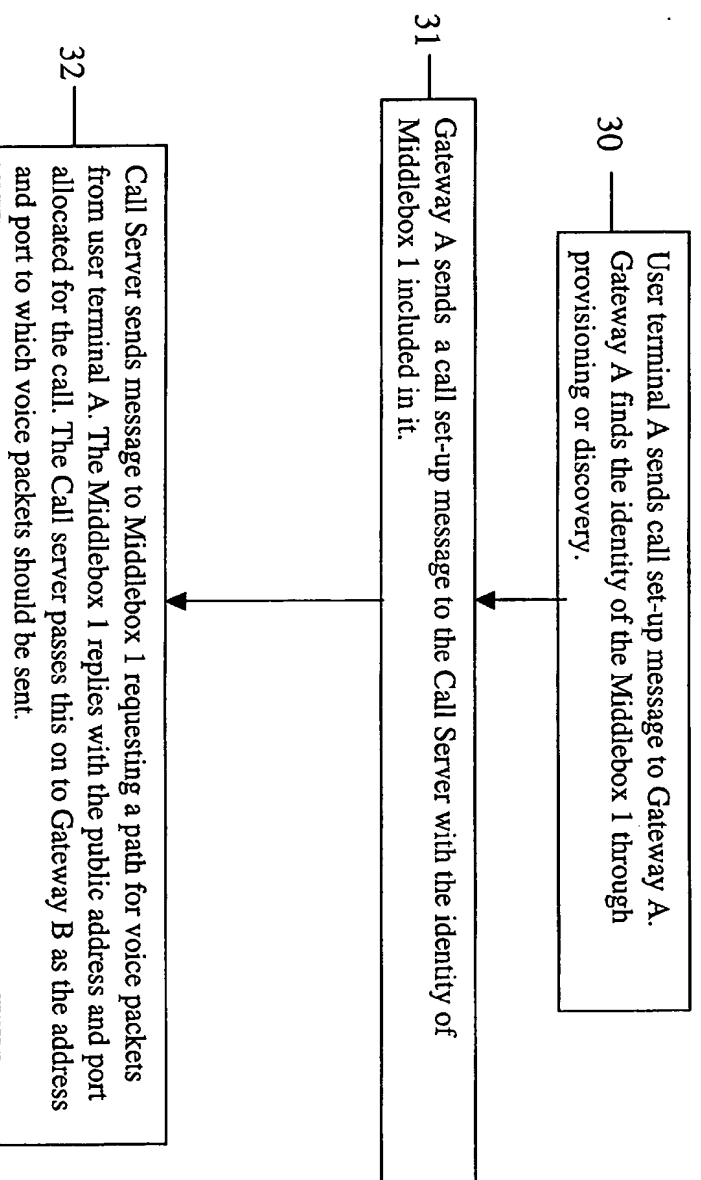 30
User terminal A sends call set-up message to Gateway A.
Gateway A finds the identity of the Middlebox 1 through
provisioning or discovery.
31
Gateway A sends a call set-up message to the Call Server with the identity of
Middlebox 1 included in it.
32
Call Server sends message to Middlebox 1 requesting a path for voice packets
from user terminal A. The Middlebox 1 replies with the public address and port
allocated for the call. The Call server passes this on to Gateway B as the address
and port to which voice packets should be sent.